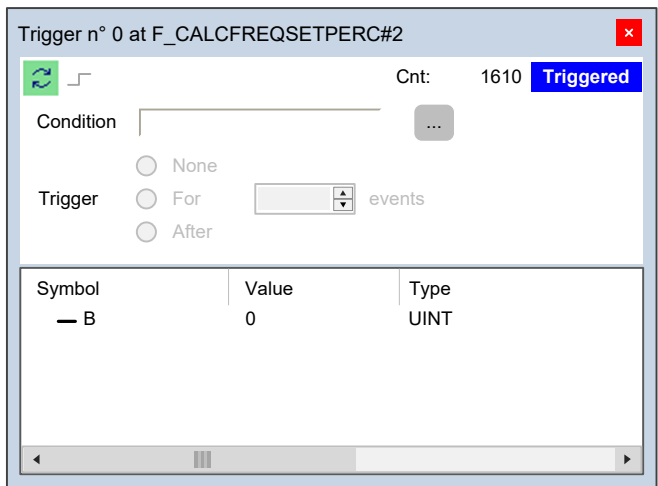 Trigger n° 0 at F_CALCFREQSETPERC#2
Cnt: 1610 Triggered
Condition ...
None
Trigger For events
After
Symbol Value Type
B 0 UINT